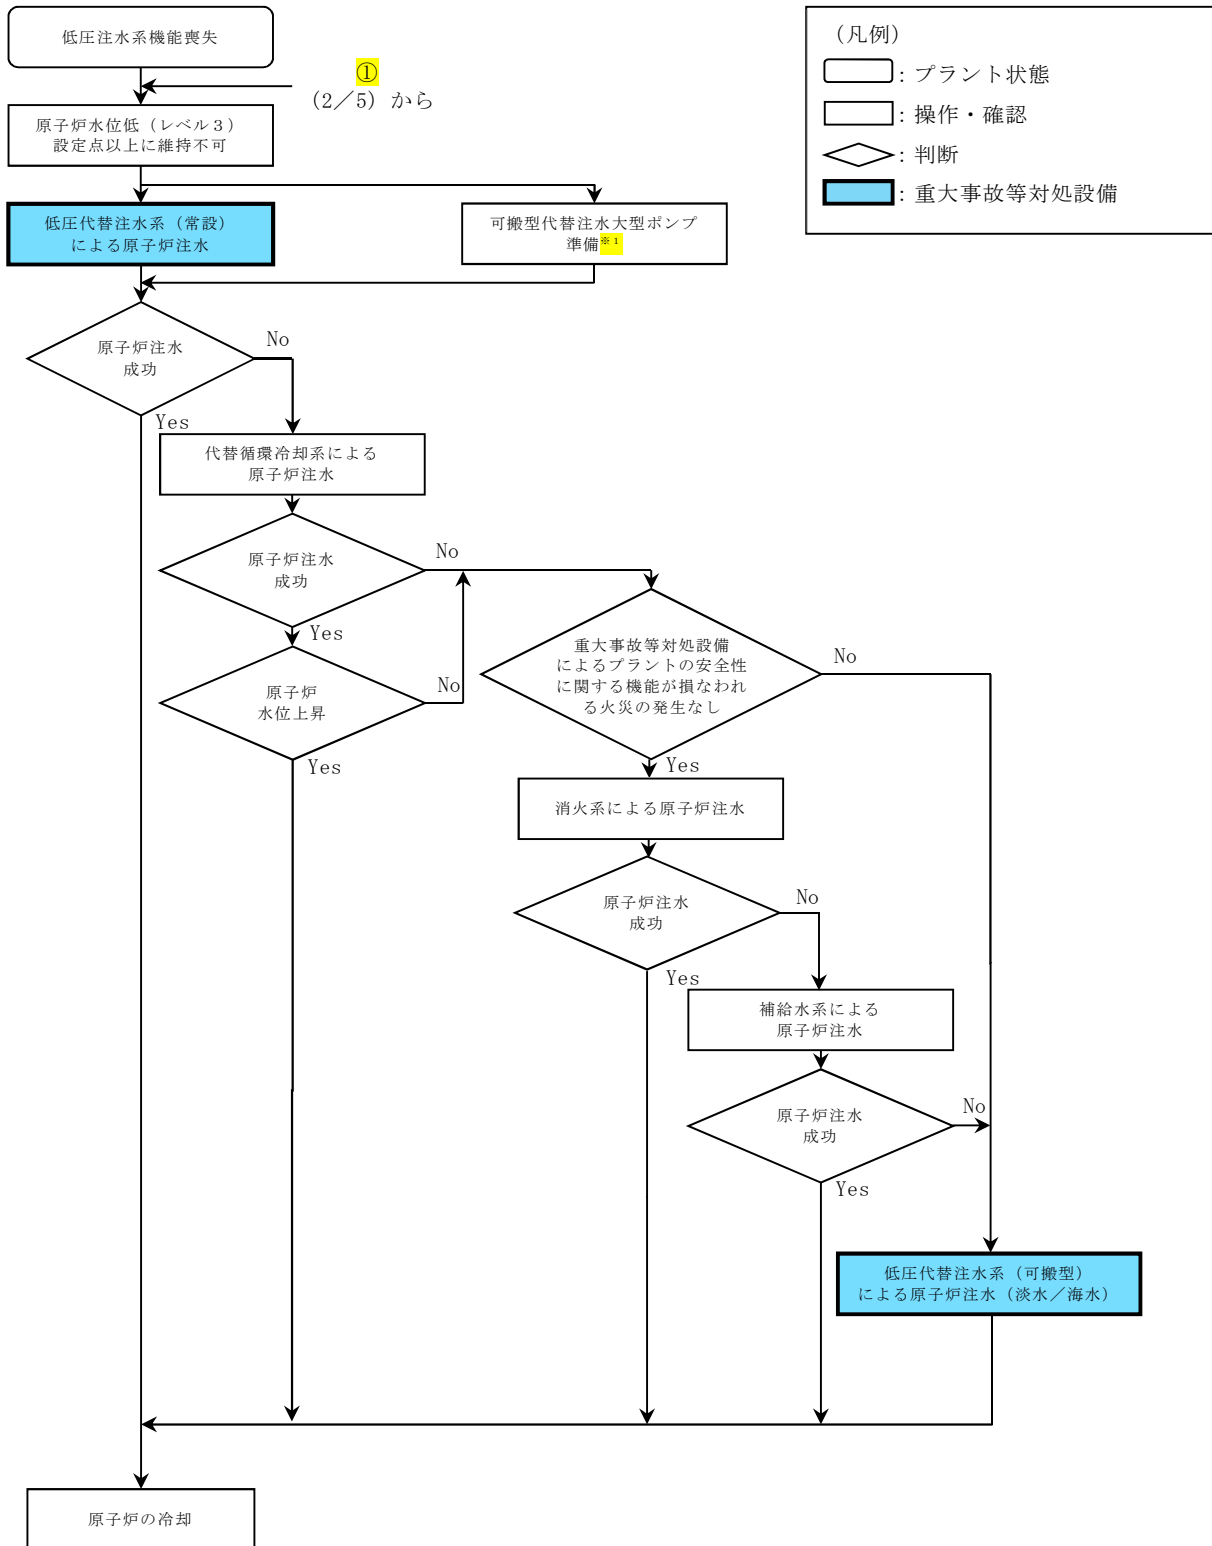 低圧注水系機能喪失
①
(2／5) から
原子炉水位低（レベル３）
設定点以上に維持不可
低圧代替注水系（常設）
による原子炉注水
可搬型代替注水大型ポンプ
準備※１
（凡例）
：プラント状態
：操作・確認
：判断
：重大事故等対処設備
原子炉注水
成功
No
Yes
代替循環冷却系による
原子炉注水
原子炉注水
成功
No
Yes
原子炉
水位上昇
No
Yes
重大事故等対処設備
によるプラントの安全性
に関する機能が損なわれ
る火災の発生なし
No
Yes
消火系による原子炉注水
原子炉注水
成功
No
Yes
補給水系による
原子炉注水
原子炉注水
成功
No
Yes
低圧代替注水系（可搬型）
による原子炉注水（淡水／海水）
原子炉の冷却